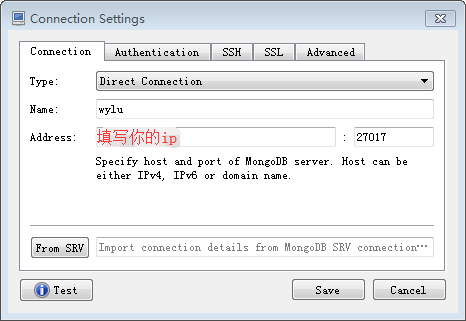 Connection Settings
Connection Authentication SSH SSL Advanced
Type: Direct Connection
Name: wylu
Address: 填写你的ip : 27017
Specify host and port of MongoDB server. Host can be
either IPv4, IPv6 or domain name.
From SRV Import connection details from MongoDB SRV connection…
Test Save Cancel